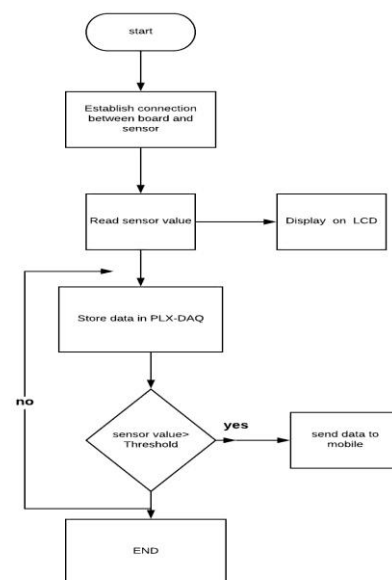 start
Establish connection
between board and
sensor
Read sensor value
Display on LCD
Store data in PLX-DAQ
no
sensor value>
Threshold
yes
send data to
mobile
END